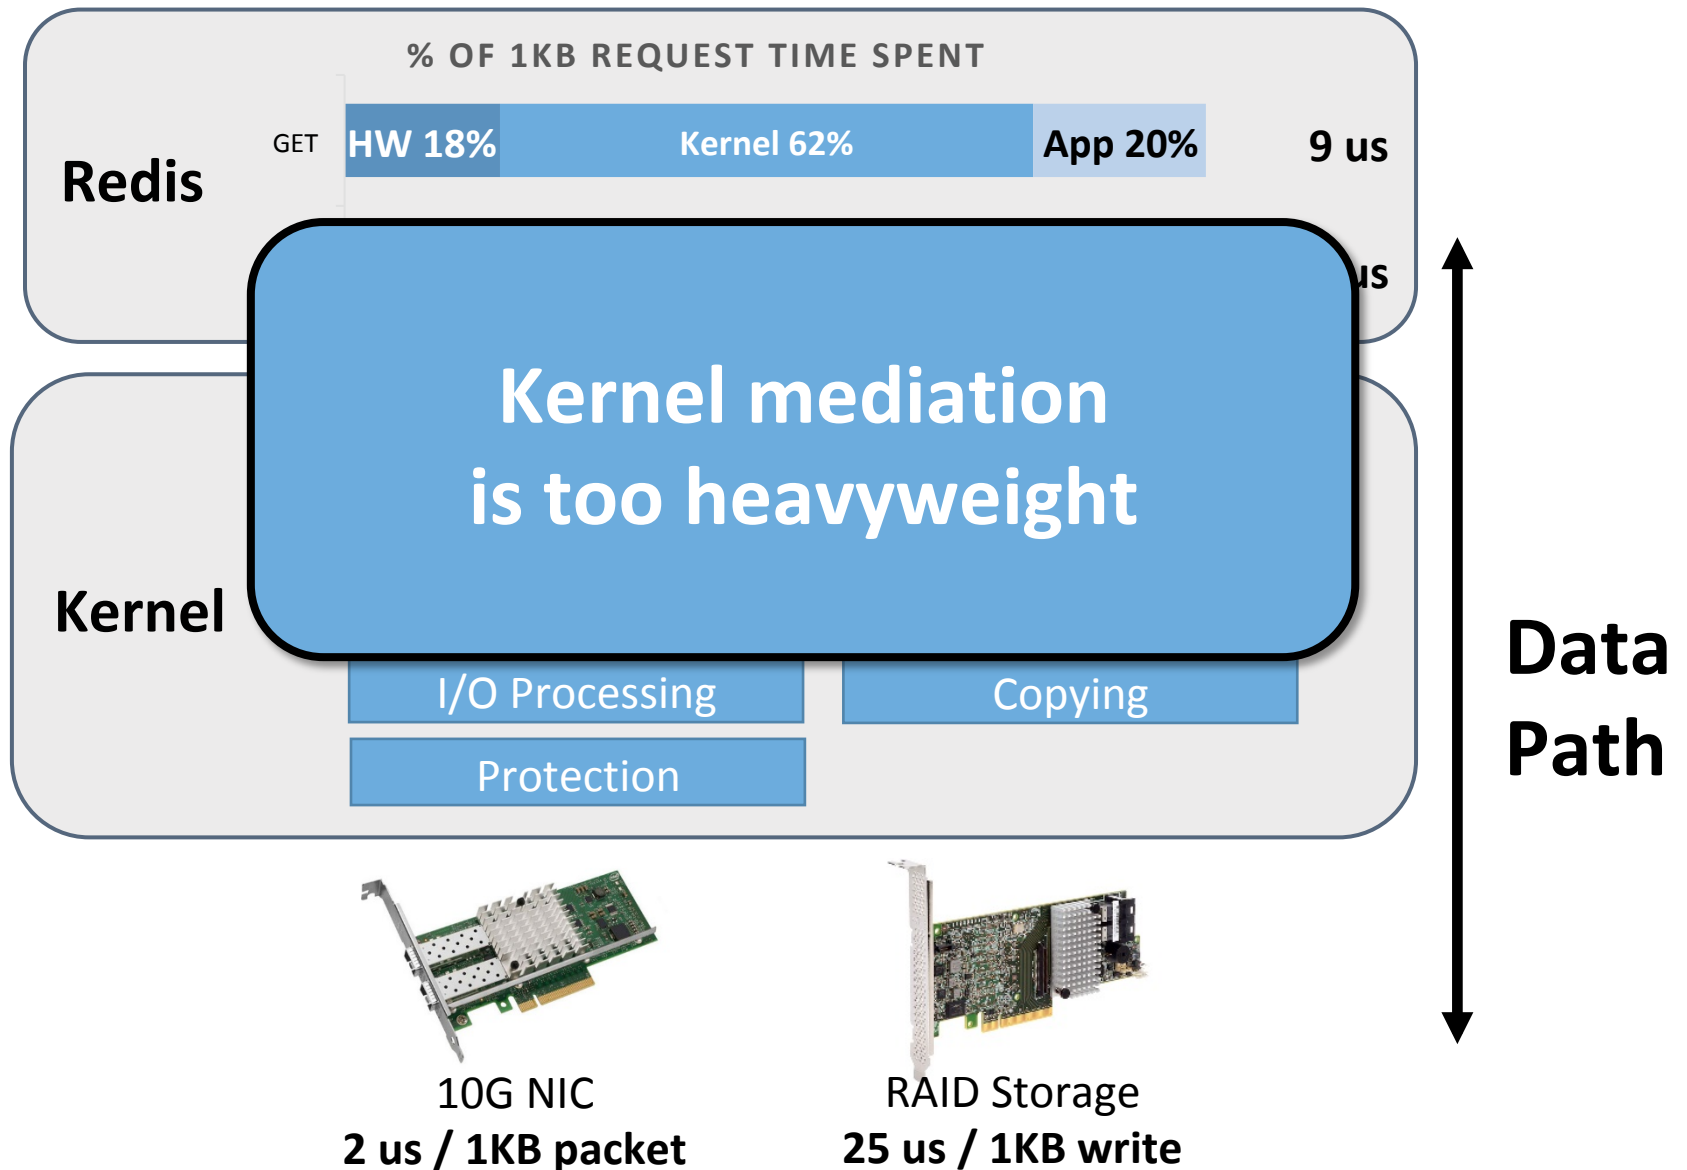 % OF 1KB REQUEST TIME SPENT
Redis
GET
HW 18%
Kernel 62%
App 20%
9 us
us
Kernel mediation
is too heavyweight
Kernel
I/O Processing
Copying
Protection
Data
Path
10G NIC
2 us / 1KB packet
RAID Storage
25 us / 1KB write